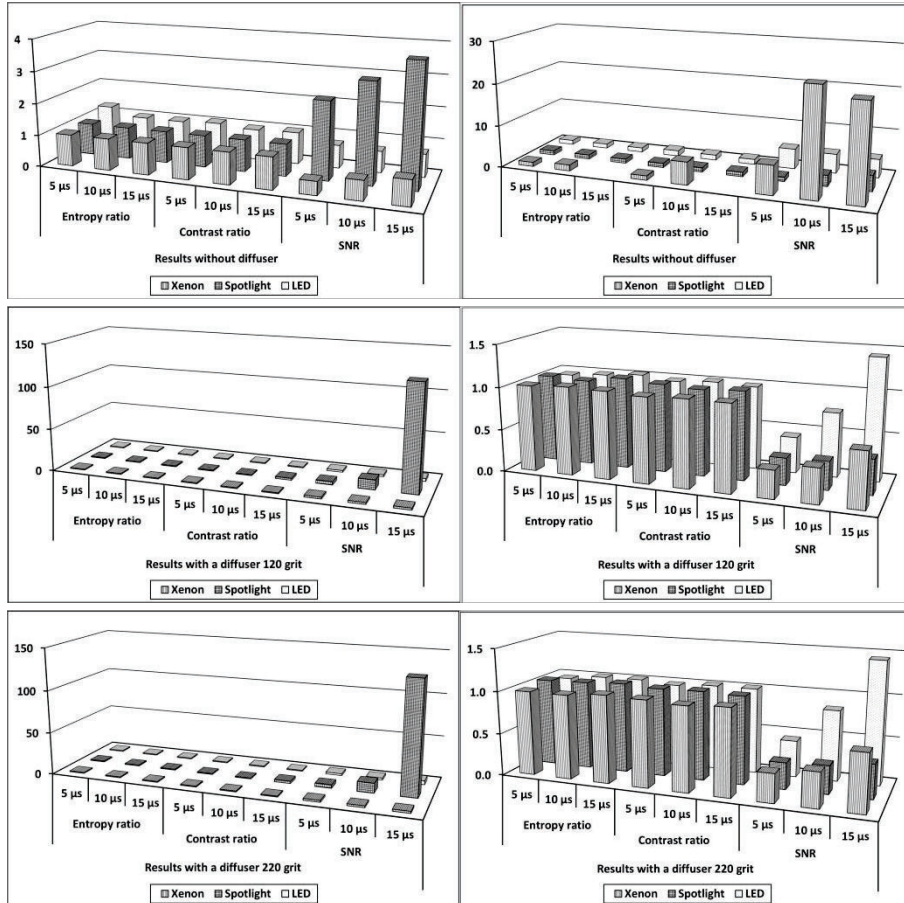 4
3
2
1
0
5 µs 10 µs 15 µs 5 µs 10 µs 15 µs 5 µs 10 µs 15 µs
Entropy ratio Contrast ratio SNR
Results without diffuser
Xenon Spotlight LED
30
20
10
0
5 µs 10 µs 15 µs 5 µs 10 µs 15 µs 5 µs 10 µs 15 µs
Entropy ratio Contrast ratio SNR
Results without diffuser
Xenon Spotlight LED
150
100
50
0
5 µs 10 µs 15 µs 5 µs 10 µs 15 µs 5 µs 10 µs 15 µs
Entropy ratio Contrast ratio SNR
Results with a diffuser 120 grit
Xenon Spotlight LED
1.5
1.0
0.5
0.0
5 µs 10 µs 15 µs 5 µs 10 µs 15 µs 5 µs 10 µs 15 µs
Entropy ratio Contrast ratio SNR
Results with a diffuser 120 grit
Xenon Spotlight LED
150
100
50
0
5 µs 10 µs 15 µs 5 µs 10 µs 15 µs 5 µs 10 µs 15 µs
Entropy ratio Contrast ratio SNR
Results with a diffuser 220 grit
Xenon Spotlight LED
1.5
1.0
0.5
0.0
5 µs 10 µs 15 µs 5 µs 10 µs 15 µs 5 µs 10 µs 15 µs
Entropy ratio Contrast ratio SNR
Results with a diffuser 220 grit
Xenon Spotlight LED